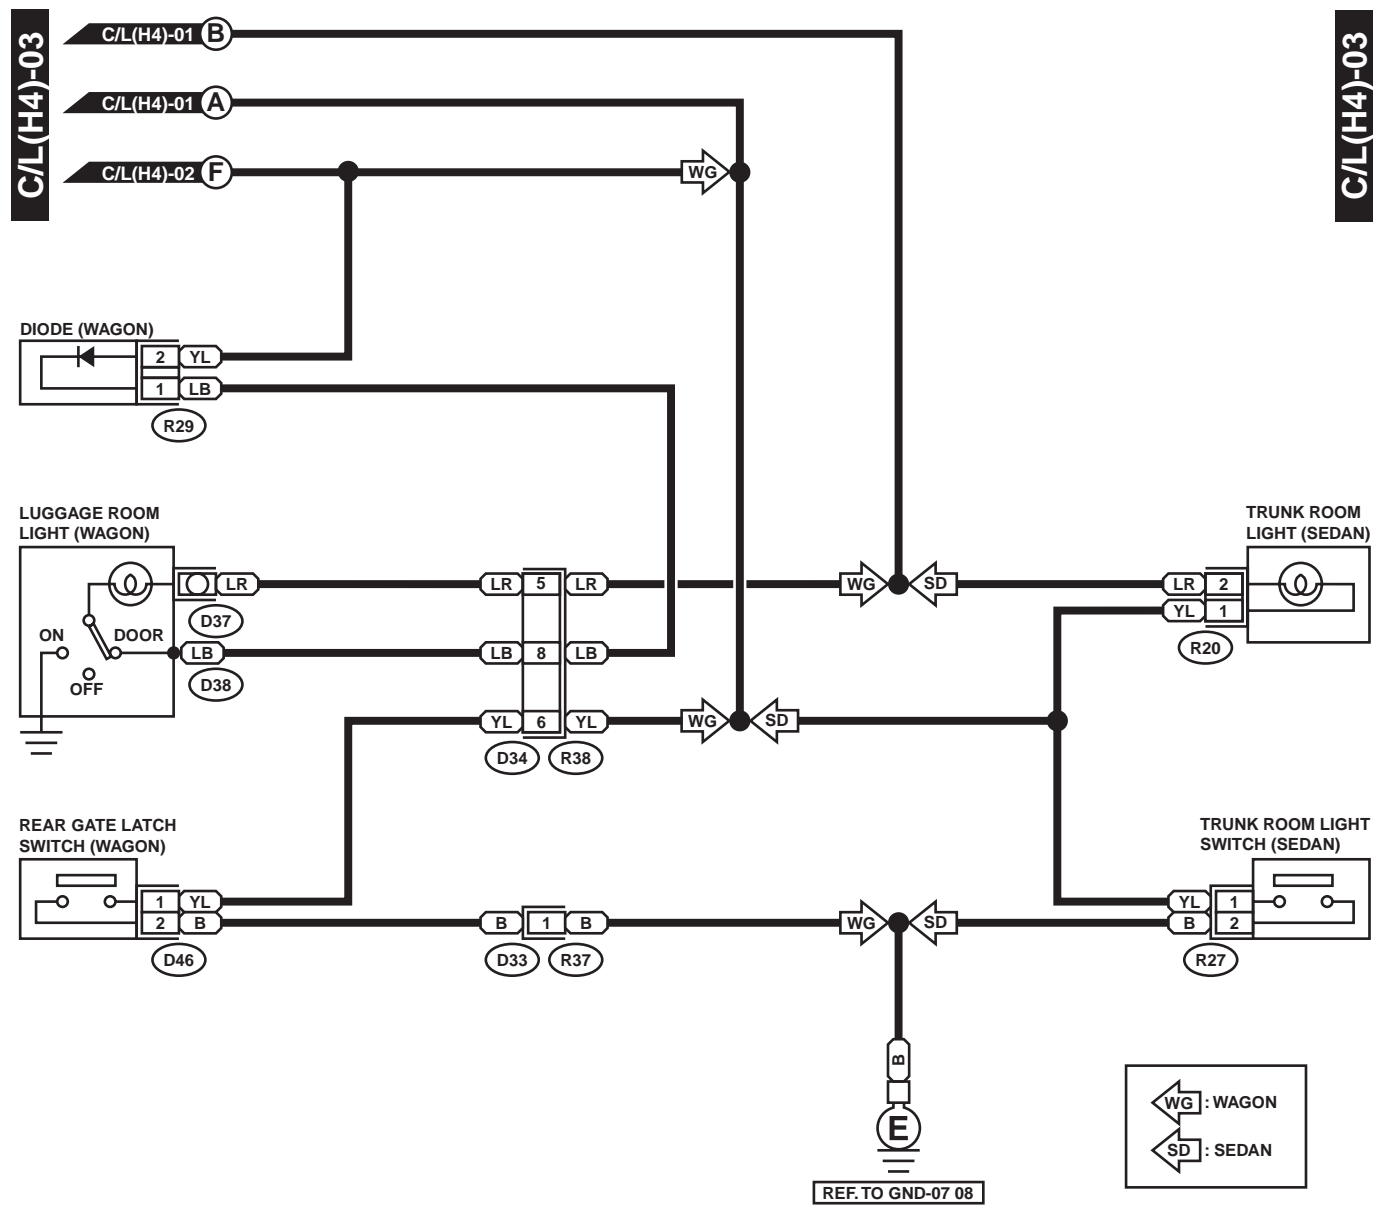 C/L(H4)-03
C/L(H4)-03
C/L(H4)-01 B
C/L(H4)-01 A
C/L(H4)-02 F
WG
DIODE (WAGON)
2 YL
1 LB
R29
LUGGAGE ROOM
LIGHT (WAGON)
TRUNK ROOM
LIGHT (SEDAN)
LR LR 5 LR WG SD LR 2
YL 1
D37
R20
ON DOOR
OFF
LB LB 8 LB
D38
YL 6 YL WG SD
D34 R38
REAR GATE LATCH
SWITCH (WAGON)
TRUNK ROOM LIGHT
SWITCH (SEDAN)
1 YL
YL 1
2 B B 1 B WG SD B 2
D46 D33 R37 R27
B
E
REF. TO GND-07 08
WG : WAGON
SD : SEDAN